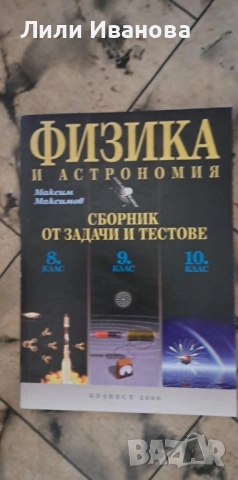 Лили Иванова
ФИЗИКА
И АСТРОНОМИЯ
Максим
Максимов
СБОРНИК
ОТ ЗАДАЧИ И ТЕСТОВЕ
8. 9. 10.
КЛАС КЛАС КЛАС
БУЛВЕСТ 2000
BAZAR